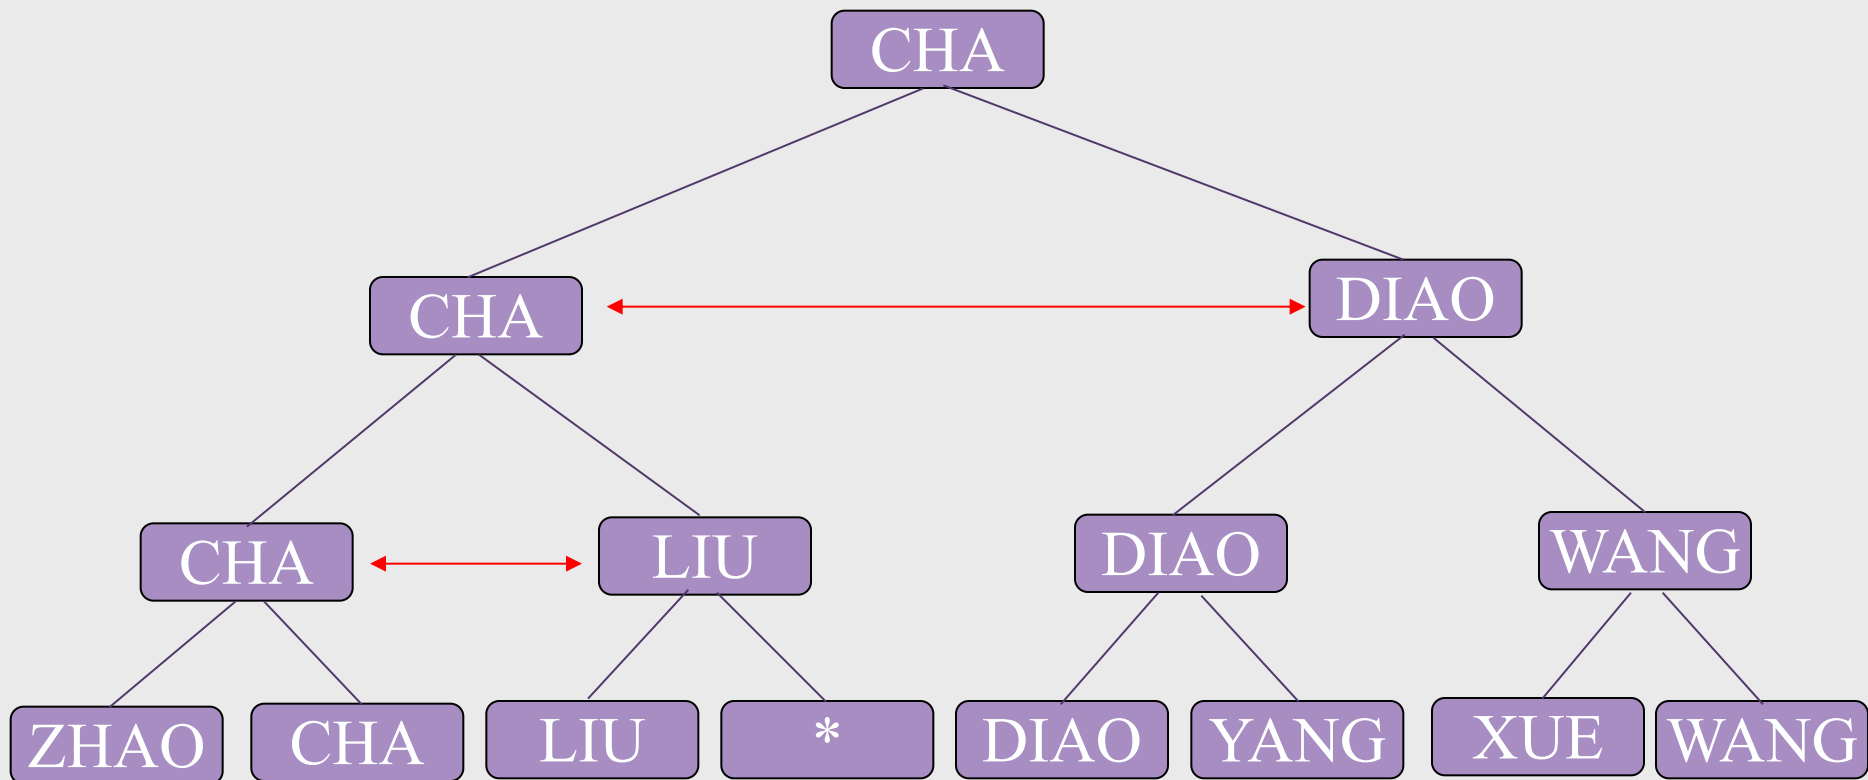 CHA
CHA
DIAO
CHA
LIU
DIAO
WANG
ZHAO
CHA
LIU
*
DIAO
YANG
XUE
WANG